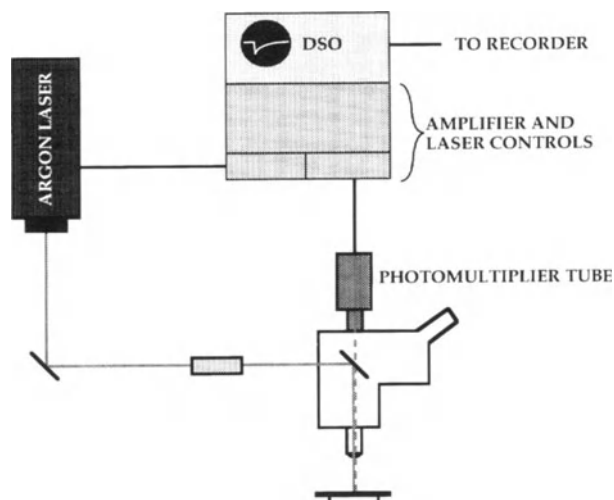 DSO
TO RECORDER
ARGON LASER
AMPLIFIER AND
LASER CONTROLS
PHOTOMULTIPLIER TUBE